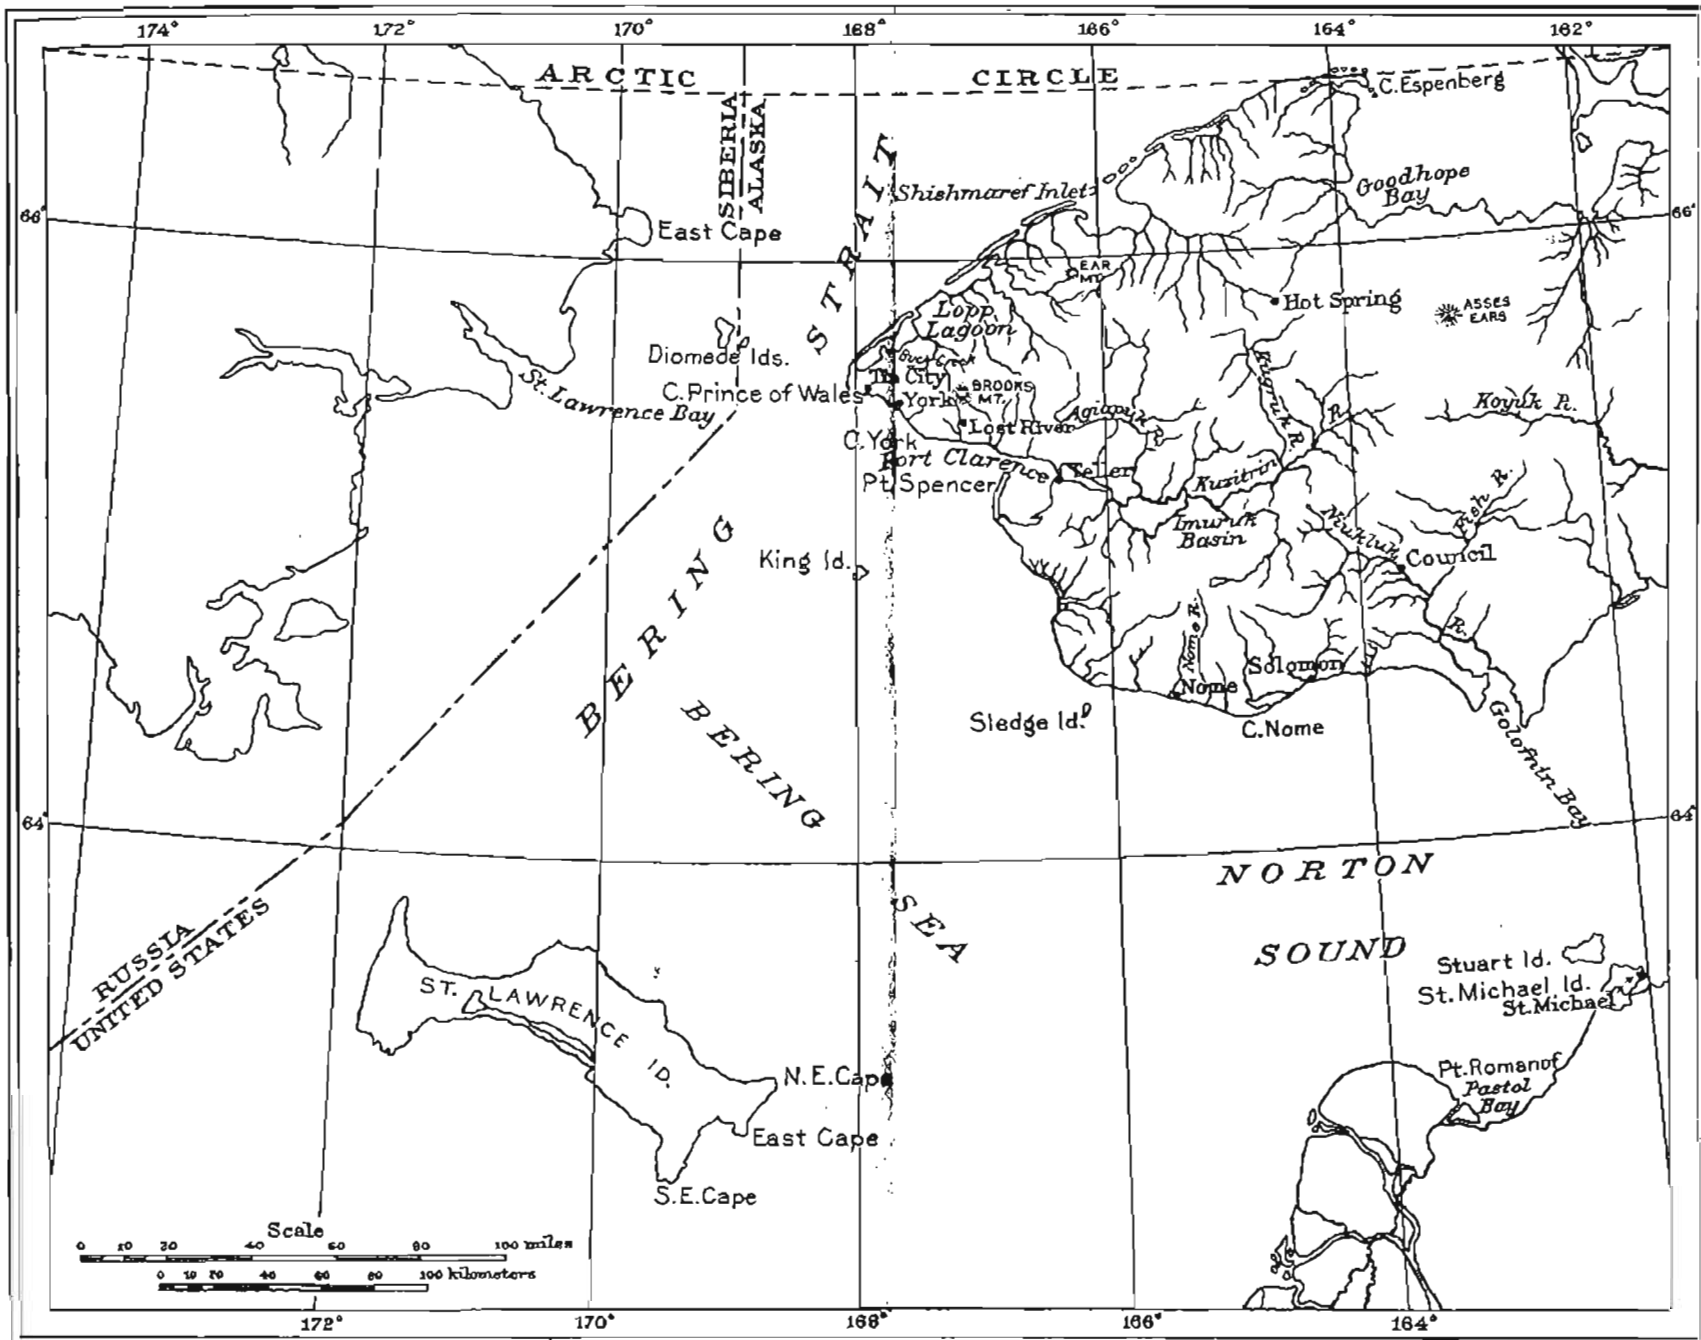 174° 172° 170° 168° 166° 164° 162°
ARCTIC CIRCLE
C.Espenberg
SIBERIA
ALASKA
STRAIT
Shishmaref Inlet
Goodhope
Bay
66°
66°
East Cape
EAR
MT.
Hot Spring
ASSES
EARS
Lopp
Lagoon
Diomede Ids.
Buck Creek
Tin City
C.Prince of Wales
York
BROOKS
MT.
St. Lawrence Bay
Lost River
Agiapuk R.
Kugruk R.
R.
Koyuk R.
C.York
Port Clarence
Teller
Pt.Spencer
Kuzitrin
Imuruk
Basin
Niukluk
Fish R.
Council
King Id.
BERING
Nome R.
R.
Solomon
Nome
Sledge Id.
C.Nome
Golofnin Bay
BERING
SEA
64°
64°
NORTON
SOUND
RUSSIA
UNITED STATES
Stuart Id.
St.Michael Id.
St.Michael
ST. LAWRENCE ID.
N.E.Cape
East Cape
S.E.Cape
Pt.Romanof
Pastol
Bay
Scale
0 10 20 40 60 80 100 miles
0 10 20 40 60 80 100 kilometers
172° 170° 168° 166° 164°